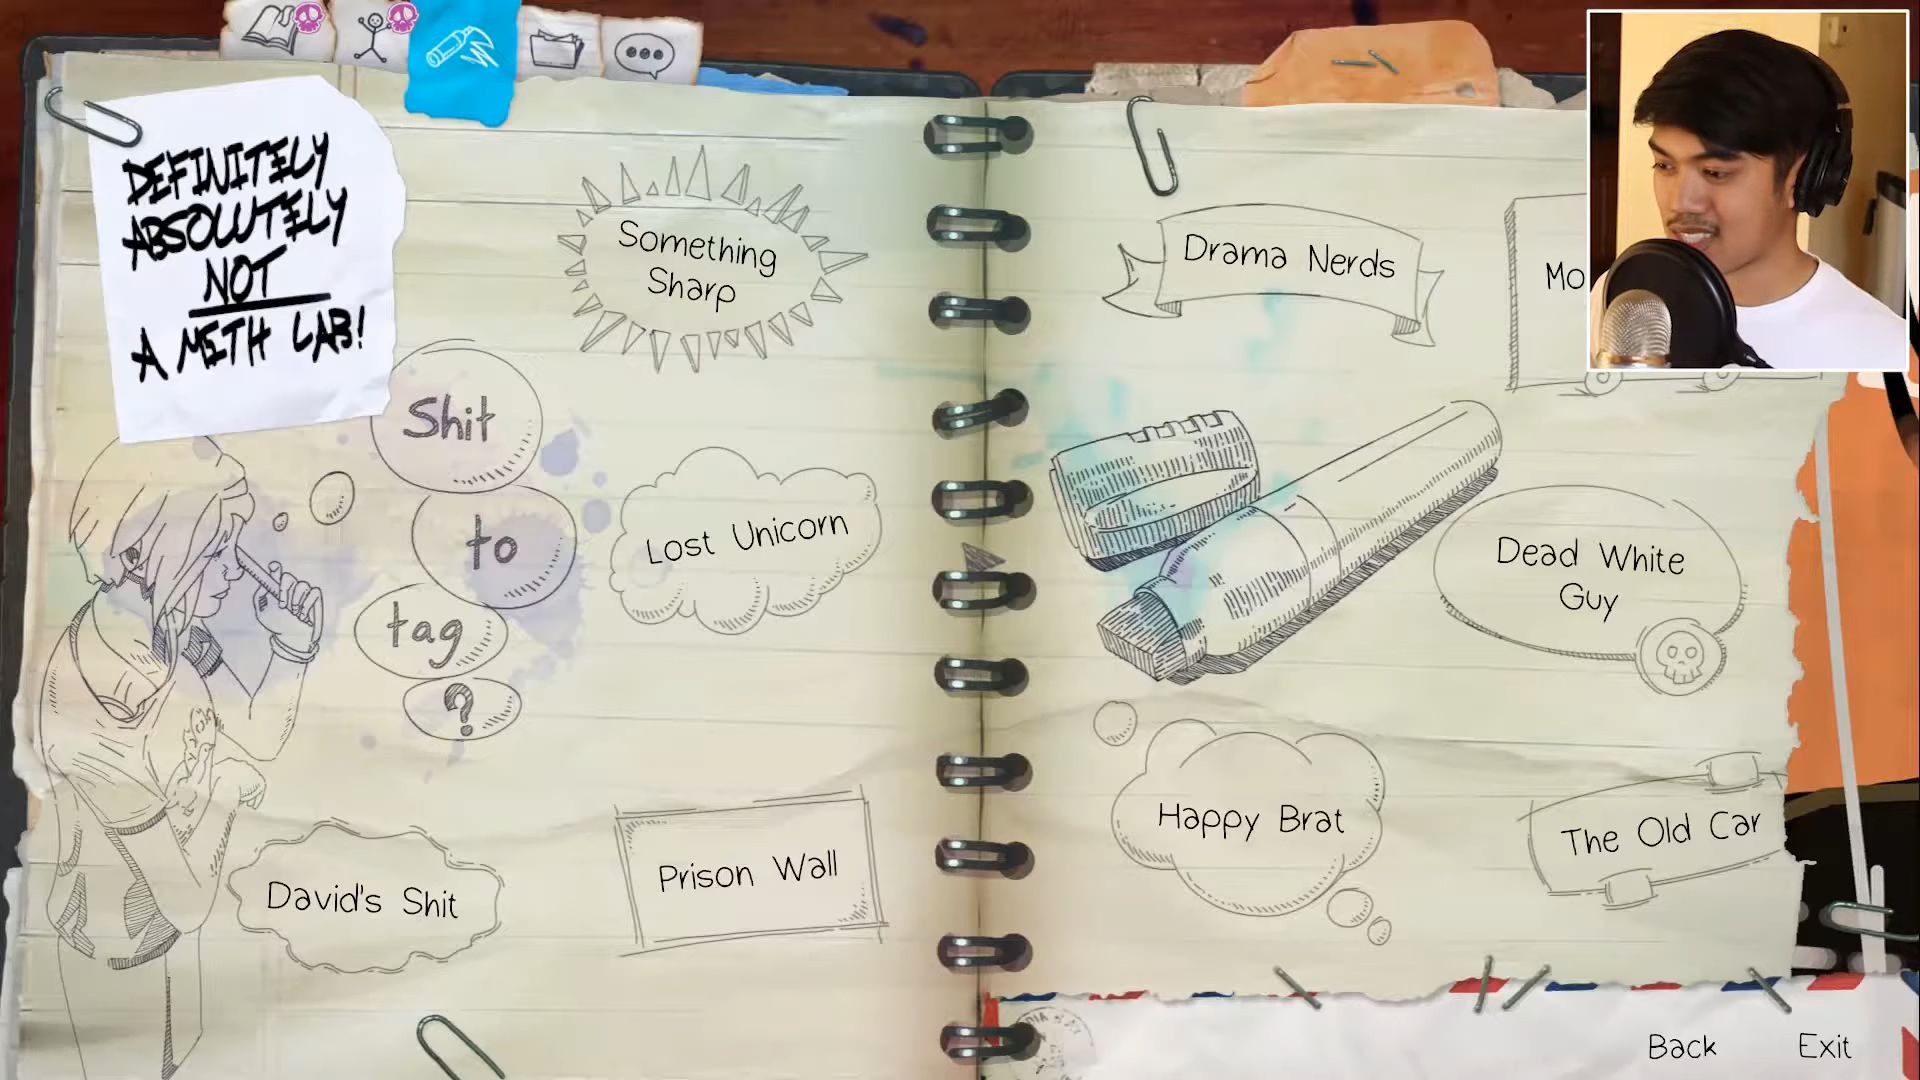 DEFINITELY
ABSOLUTELY
NOT
A METH LAB!
Shit
to
tag
?
Something
Sharp
Lost Unicorn
David's Shit
Prison Wall
Drama Nerds
Mo
Dead White
Guy
Happy Brat
The Old Car
Back
Exit